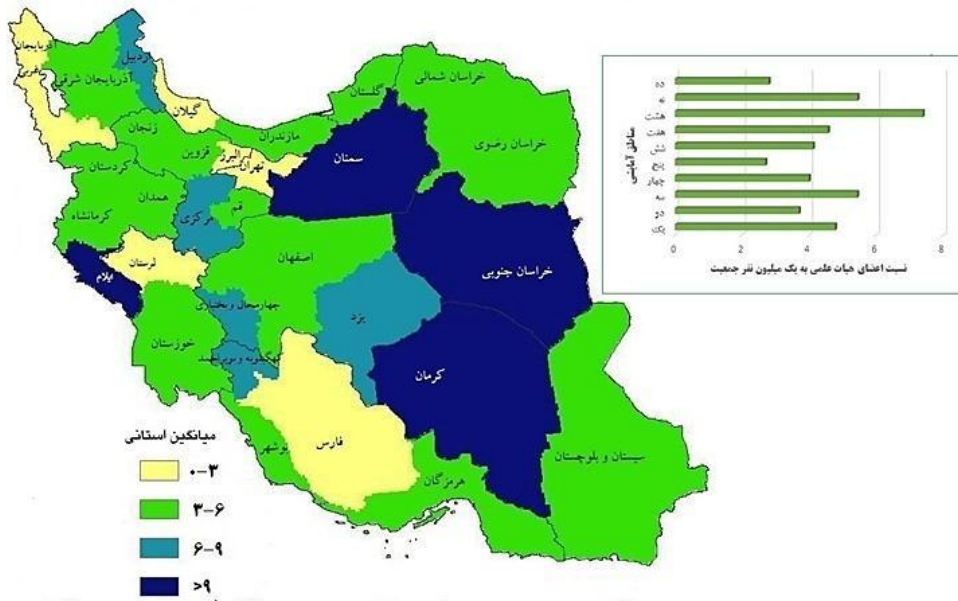 آذربایجان
غربی
آذربایجان شرقی
اردبیل
گیلان
زنجان
قزوین
البرز
تهران
مازندران
گلستان
خراسان شمالی
خراسان رضوی
سمنان
کردستان
همدان
کرمانشاه
مرکزی
قم
لرستان
ایلام
اصفهان
خراسان جنوبی
چهارمحال و بختیاری
یزد
خوزستان
کهگیلویه و بویراحمد
کرمان
فارس
بوشهر
هرمزگان
سیستان و بلوچستان
میانگین استانی
۰-۳
۳-۶
۶-۹
>۹
مناطق آمایشی
ده
نه
هشت
هفت
شش
پنج
چهار
سه
دو
یک
0 2 4 6 8
نسبت اعضای هیات علمی به یک میلیون نفر جمعیت